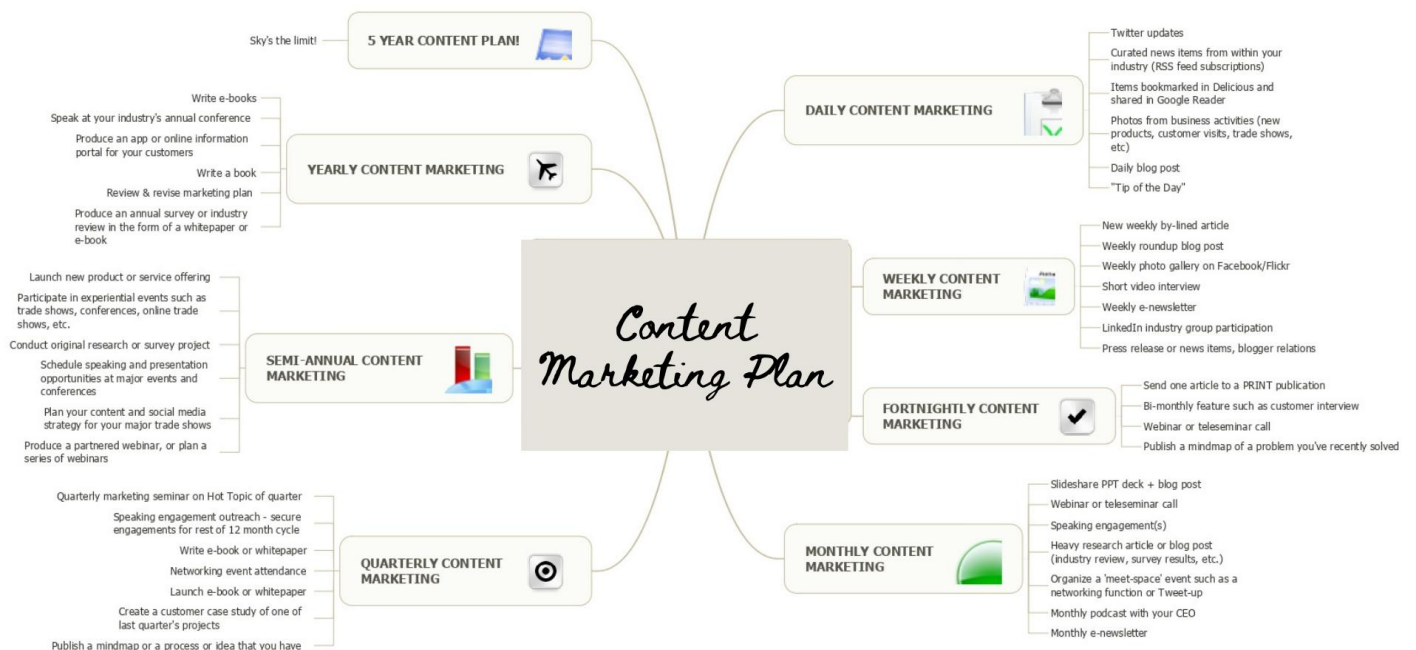 Content
Marketing Plan
DAILY CONTENT MARKETING
Twitter updates
Curated news items from within your
industry (RSS feed subscriptions)
Items bookmarked in Delicious and
shared in Google Reader
Photos from business activities (new
products, customer visits, trade shows,
etc)
Daily blog post
"Tip of the Day"
WEEKLY CONTENT
MARKETING
New weekly by-lined article
Weekly roundup blog post
Weekly photo gallery on Facebook/Flickr
Short video interview
Weekly e-newsletter
LinkedIn industry group participation
Press release or news items, blogger relations
FORTNIGHTLY CONTENT
MARKETING
Send one article to a PRINT publication
Bi-monthly feature such as customer interview
Webinar or teleseminar call
Publish a mindmap of a problem you've recently solved
MONTHLY CONTENT
MARKETING
Slideshare PPT deck + blog post
Webinar or teleseminar call
Speaking engagement(s)
Heavy research article or blog post
(industry review, survey results, etc.)
Organize a 'meet-space' event such as a
networking function or Tweet-up
Monthly podcast with your CEO
Monthly e-newsletter
QUARTERLY CONTENT
MARKETING
Quarterly marketing seminar on Hot Topic of quarter
Speaking engagement outreach - secure
engagements for rest of 12 month cycle
Write e-book or whitepaper
Networking event attendance
Launch e-book or whitepaper
Create a customer case study of one of
last quarter's projects
Publish a mindmap or a process or idea that you have
SEMI-ANNUAL CONTENT
MARKETING
Launch new product or service offering
Participate in experiential events such as
trade shows, conferences, online trade
shows, etc.
Conduct original research or survey project
Schedule speaking and presentation
opportunities at major events and
conferences
Plan your content and social media
strategy for your major trade shows
Produce a partnered webinar, or plan a
series of webinars
YEARLY CONTENT MARKETING
Write e-books
Speak at your industry's annual conference
Produce an app or online information
portal for your customers
Write a book
Review & revise marketing plan
Produce an annual survey or industry
review in the form of a whitepaper or
e-book
5 YEAR CONTENT PLAN!
Sky's the limit!